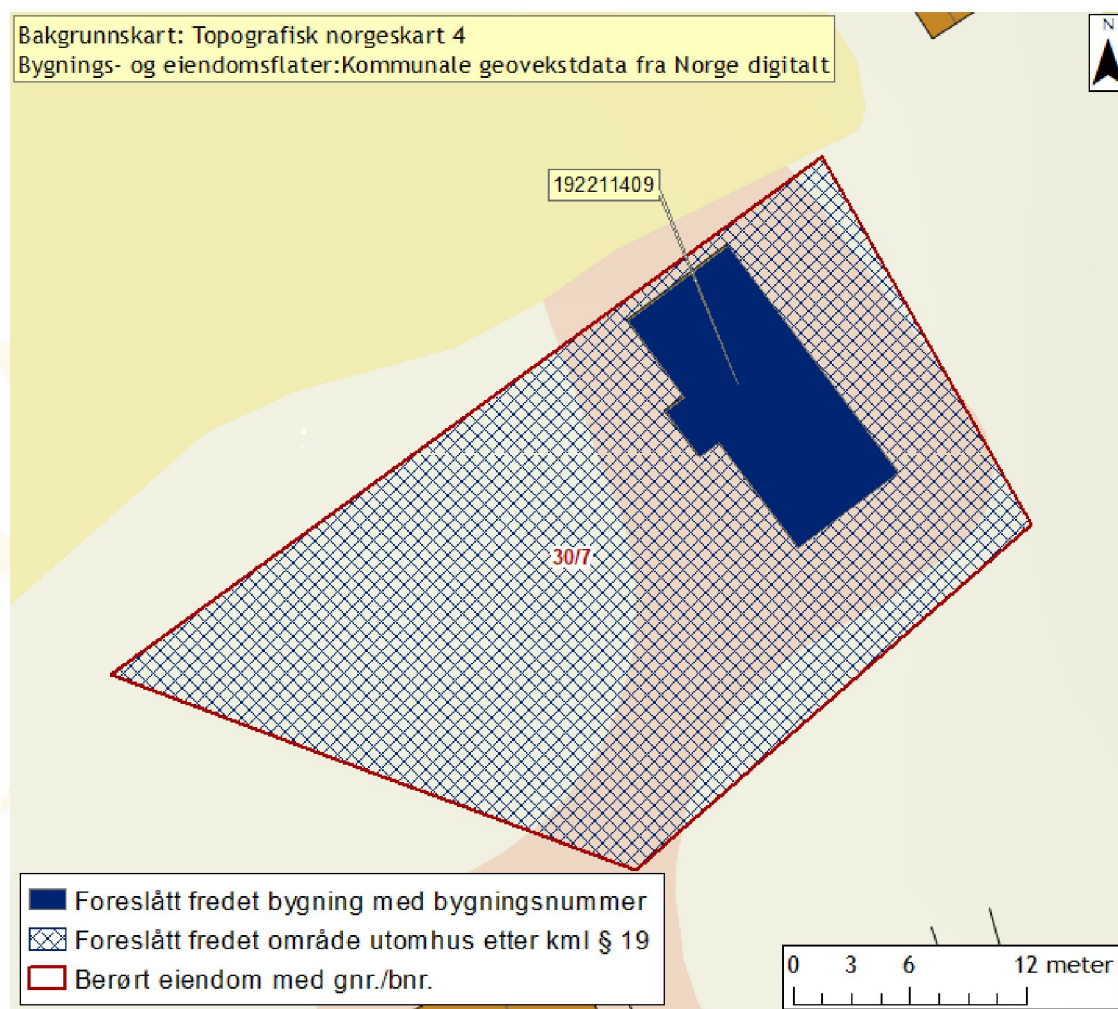 Bakgrunnskart: Topografisk norgeskart 4
Bygnings- og eiendomsflater:Kommunale geovekstdata fra Norge digitalt
N
192211409
30/7
Foreslått fredet bygning med bygningsnummer
Foreslått fredet område utomhus etter kml § 19
Berørt eiendom med gnr./bnr.
0 3 6 12 meter